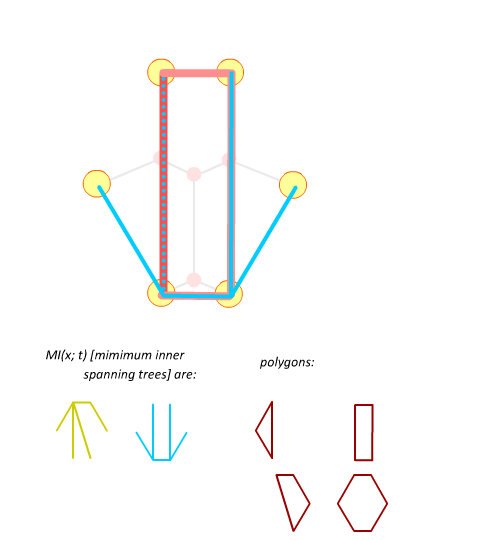 MI(x; t) [mimimum inner
spanning trees] are:
polygons: